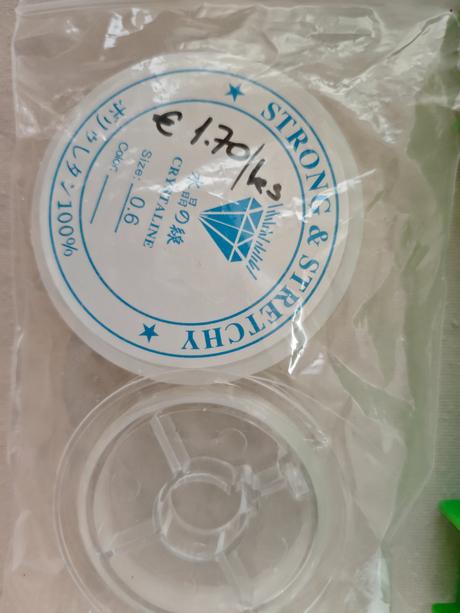 STRONG & STRETCHY
€ 1.70/ks
水晶の線
CRYSTALINE
Size: 0.6
Color:
ポリウレタン100%